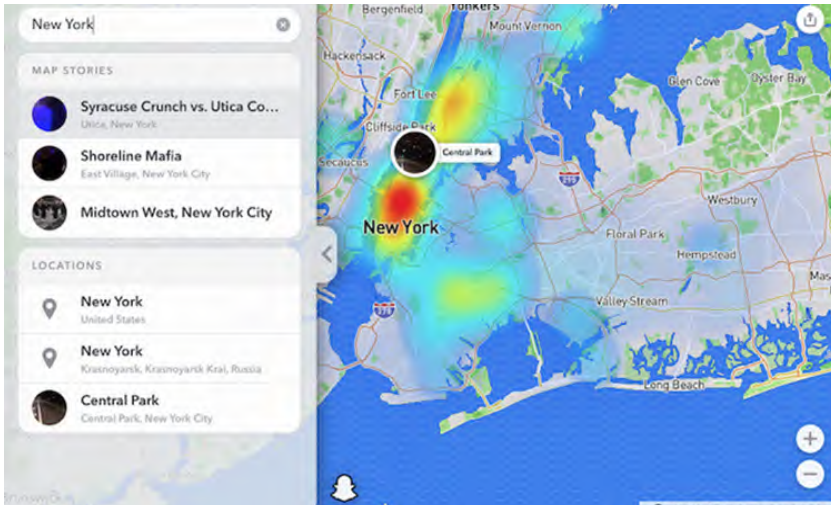 New York
MAP STORIES
Syracuse Crunch vs. Utica Co...
Utica, New York
Shoreline Mafia
East Village, New York City
Midtown West, New York City
LOCATIONS
New York
United States
New York
Krasnoyarsk, Krasnoyarsk Krai, Russia
Central Park
Central Park, New York City
Bergenfield
Yonkers
Mount Vernon
Hackensack
Fort Lee
Glen Cove
Oyster Bay
Cliffside Park
Central Park
Secaucus
Westbury
New York
Floral Park
Hempstead
Mas
278
Valley Stream
Long Beach